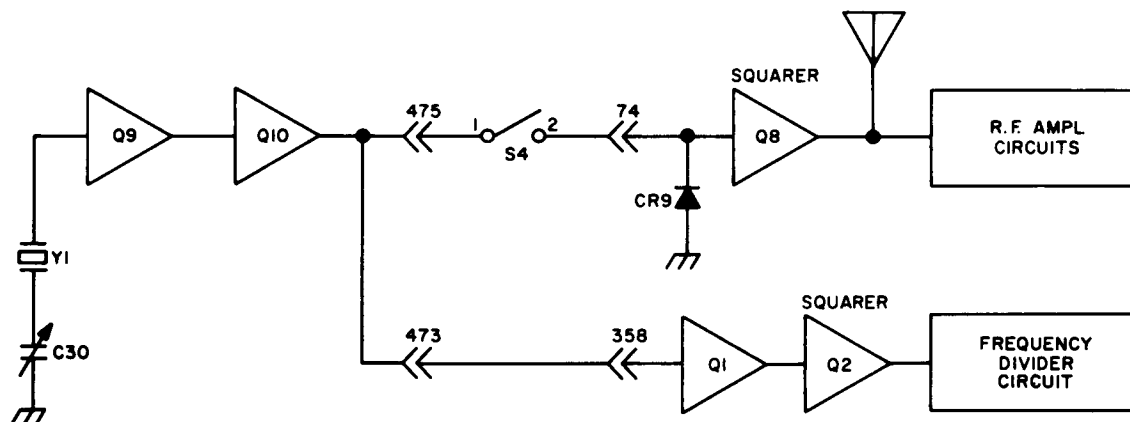 475
74
SQUARER
Q9
Q10
1
2
S4
Q8
R.F. AMPL
CIRCUITS
CR9
Y1
SQUARER
C30
473
358
Q1
Q2
FREQUENCY
DIVIDER
CIRCUIT